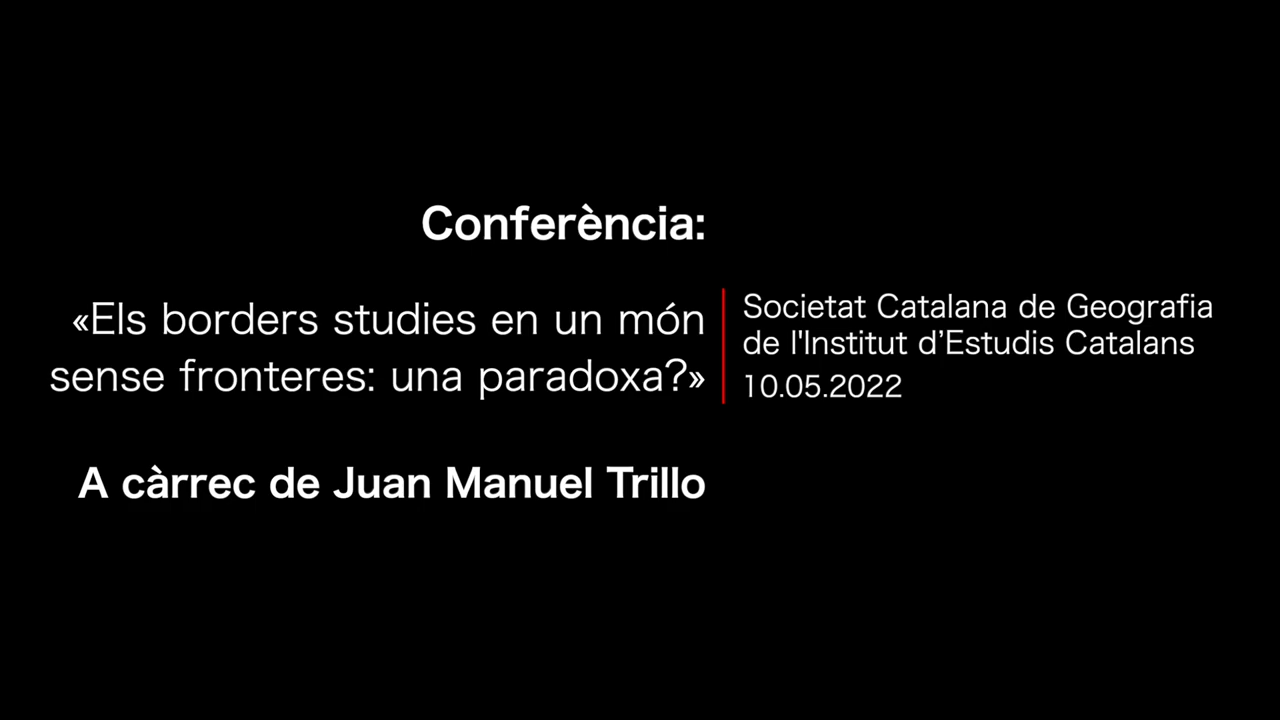 Conferència:
«Els borders studies en un món
sense fronteres: una paradoxa?»
A càrrec de Juan Manuel Trillo
Societat Catalana de Geografia
de l'Institut d’Estudis Catalans
10.05.2022